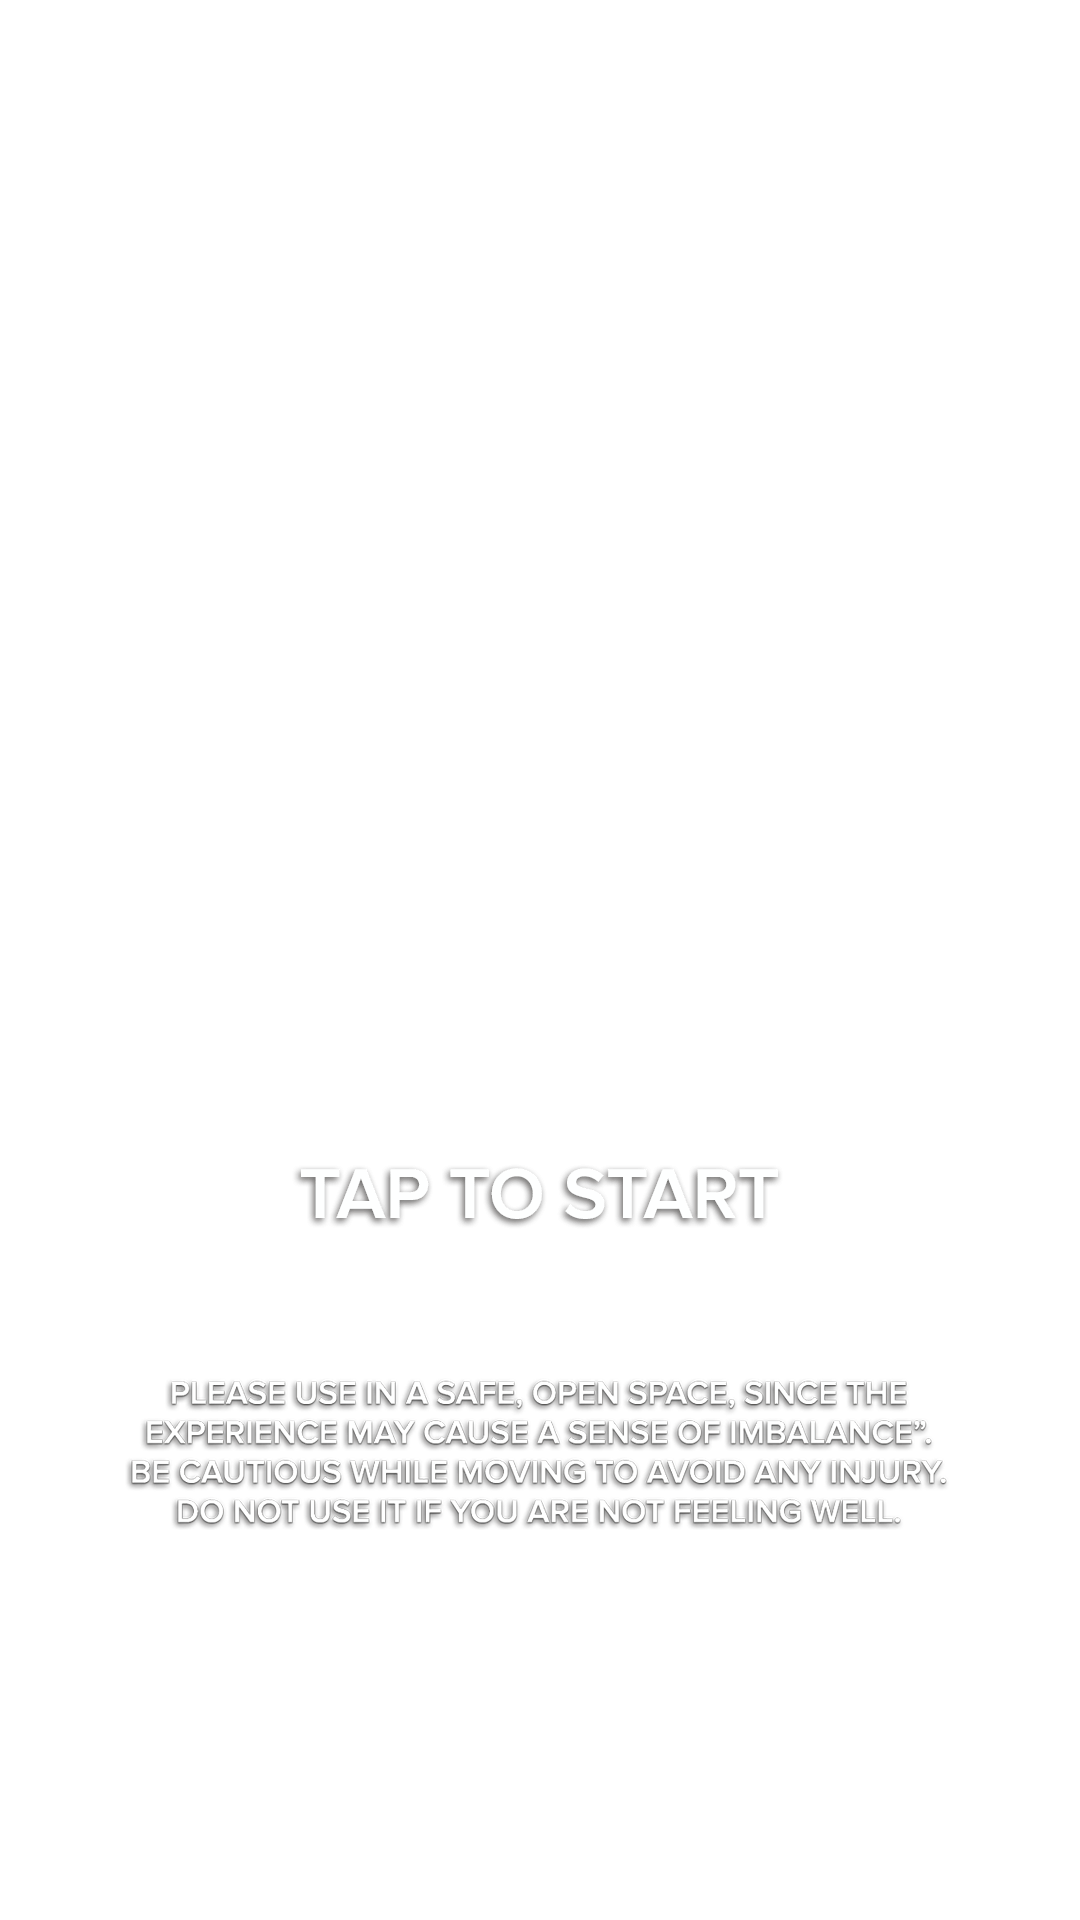 TAP TO START
PLEASE USE IN A SAFE, OPEN SPACE, SINCE THE
EXPERIENCE MAY CAUSE A SENSE OF IMBALANCE”.
BE CAUTIOUS WHILE MOVING TO AVOID ANY INJURY.
DO NOT USE IT IF YOU ARE NOT FEELING WELL.